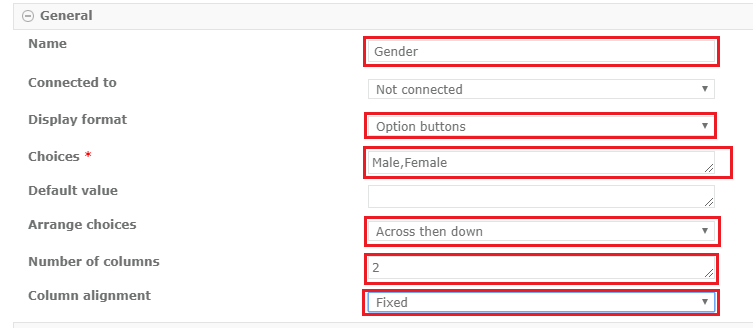 General
Name Gender
Connected to Not connected
Display format Option buttons
Choices * Male,Female
Default value
Arrange choices Across then down
Number of columns 2
Column alignment Fixed